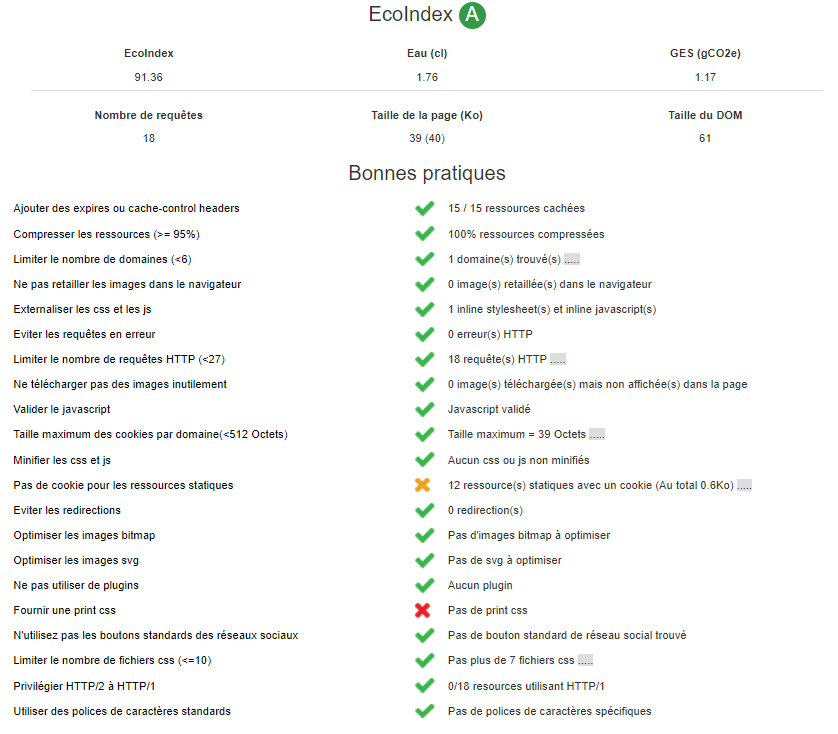 EcoIndex A
EcoIndex Eau (cl) GES (gCO2e)
91.36 1.76 1.17
Nombre de requêtes Taille de la page (Ko) Taille du DOM
18 39 (40) 61
Bonnes pratiques
Ajouter des expires ou cache-control headers 15 / 15 ressources cachées
Compresser les ressources (>= 95%) 100% ressources compressées
Limiter le nombre de domaines (<6) 1 domaine(s) trouvé(s) .....
Ne pas retailler les images dans le navigateur 0 image(s) retaillée(s) dans le navigateur
Externaliser les css et les js 1 inline stylesheet(s) et inline javascript(s)
Eviter les requêtes en erreur 0 erreur(s) HTTP
Limiter le nombre de requêtes HTTP (<27) 18 requête(s) HTTP .....
Ne télécharger pas des images inutilement 0 image(s) téléchargée(s) mais non affichée(s) dans la page
Valider le javascript Javascript validé
Taille maximum des cookies par domaine(<512 Octets) Taille maximum = 39 Octets .....
Minifier les css et js Aucun css ou js non minifiés
Pas de cookie pour les ressources statiques 12 ressource(s) statiques avec un cookie (Au total 0.6Ko) .....
Eviter les redirections 0 redirection(s)
Optimiser les images bitmap Pas d'images bitmap à optimiser
Optimiser les images svg Pas de svg à optimiser
Ne pas utiliser de plugins Aucun plugin
Fournir une print css Pas de print css
N'utilisez pas les boutons standards des réseaux sociaux Pas de bouton standard de réseau social trouvé
Limiter le nombre de fichiers css (<=10) Pas plus de 7 fichiers css .....
Privilégier HTTP/2 à HTTP/1 0/18 resources utilisant HTTP/1
Utiliser des polices de caractères standards Pas de polices de caractères spécifiques